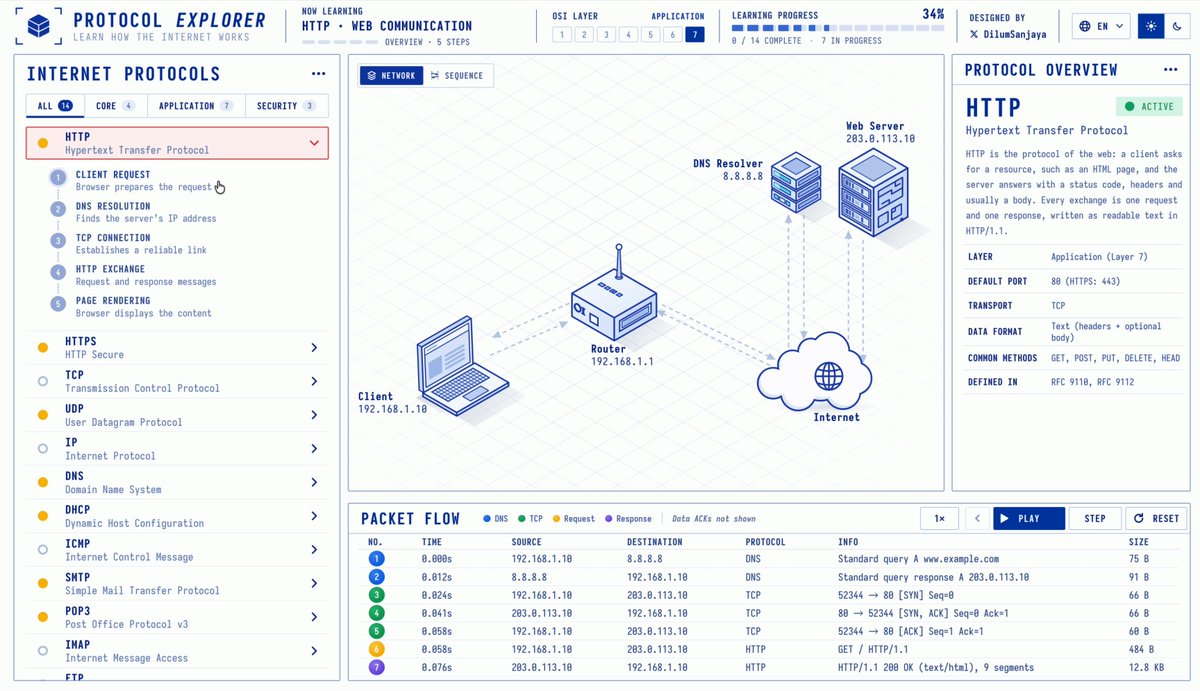 PROTOCOL EXPLORER
LEARN HOW THE INTERNET WORKS
NOW LEARNING
HTTP · WEB COMMUNICATION
OVERVIEW · 5 STEPS
OSI LAYER
APPLICATION
1 2 3 4 5 6 7
LEARNING PROGRESS
34%
0 / 14 COMPLETE · 7 IN PROGRESS
DESIGNED BY
X DilumSanjaya
EN
INTERNET PROTOCOLS
ALL 14
CORE 4
APPLICATION 7
SECURITY 3
HTTP
Hypertext Transfer Protocol
1 CLIENT REQUEST
Browser prepares the request
2 DNS RESOLUTION
Finds the server's IP address
3 TCP CONNECTION
Establishes a reliable link
4 HTTP EXCHANGE
Request and response messages
5 PAGE RENDERING
Browser displays the content
HTTPS
HTTP Secure
TCP
Transmission Control Protocol
UDP
User Datagram Protocol
IP
Internet Protocol
DNS
Domain Name System
DHCP
Dynamic Host Configuration
ICMP
Internet Control Message
SMTP
Simple Mail Transfer Protocol
POP3
Post Office Protocol v3
IMAP
Internet Message Access
FTP
NETWORK
SEQUENCE
Web Server
203.0.113.10
DNS Resolver
8.8.8.8
Router
192.168.1.1
Client
192.168.1.10
Internet
PROTOCOL OVERVIEW
HTTP
ACTIVE
Hypertext Transfer Protocol
HTTP is the protocol of the web: a client asks
for a resource, such as an HTML page, and the
server answers with a status code, headers and
usually a body. Every exchange is one request
and one response, written as readable text in
HTTP/1.1.
LAYER Application (Layer 7)
DEFAULT PORT 80 (HTTPS: 443)
TRANSPORT TCP
DATA FORMAT Text (headers + optional
body)
COMMON METHODS GET, POST, PUT, DELETE, HEAD
DEFINED IN RFC 9110, RFC 9112
PACKET FLOW
DNS TCP Request Response
Data ACKs not shown
1×
PLAY
STEP
RESET
NO. TIME SOURCE DESTINATION PROTOCOL INFO SIZE
1 0.000s 192.168.1.10 8.8.8.8 DNS Standard query A www.example.com 75 B
2 0.012s 8.8.8.8 192.168.1.10 DNS Standard query response A 203.0.113.10 91 B
3 0.024s 192.168.1.10 203.0.113.10 TCP 52344 → 80 [SYN] Seq=0 66 B
4 0.041s 203.0.113.10 192.168.1.10 TCP 80 → 52344 [SYN, ACK] Seq=0 Ack=1 66 B
5 0.058s 192.168.1.10 203.0.113.10 TCP 52344 → 80 [ACK] Seq=1 Ack=1 60 B
6 0.058s 192.168.1.10 203.0.113.10 HTTP GET / HTTP/1.1 484 B
7 0.076s 203.0.113.10 192.168.1.10 HTTP HTTP/1.1 200 OK (text/html), 9 segments 12.8 KB